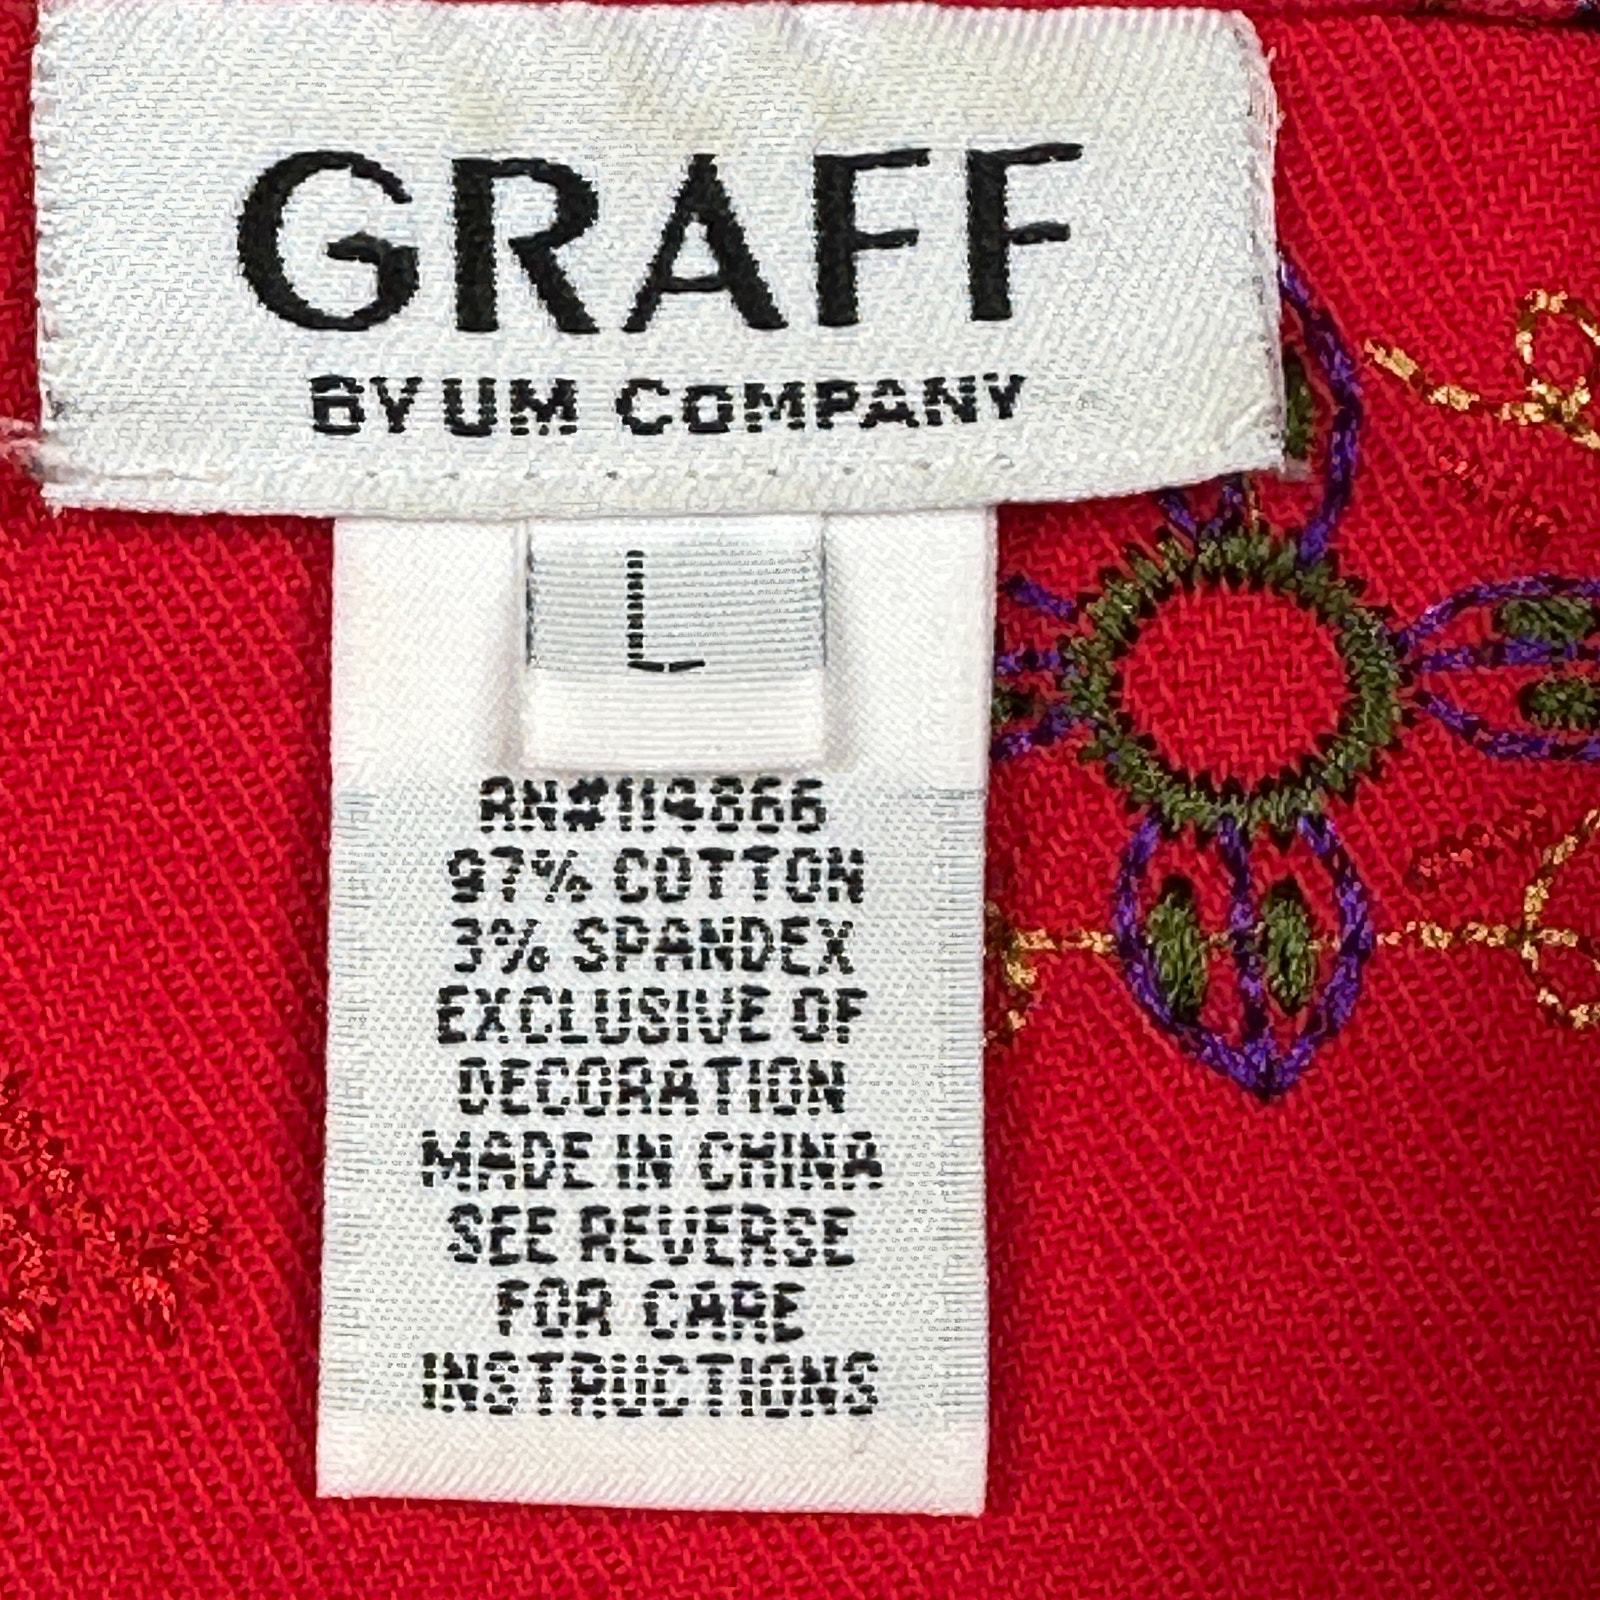 GRAFF
BY UM COMPANY
L
RN#114866
97% COTTON
3% SPANDEX
EXCLUSIVE OF
DECORATION
MADE IN CHINA
SEE REVERSE
FOR CARE
INSTRUCTIONS